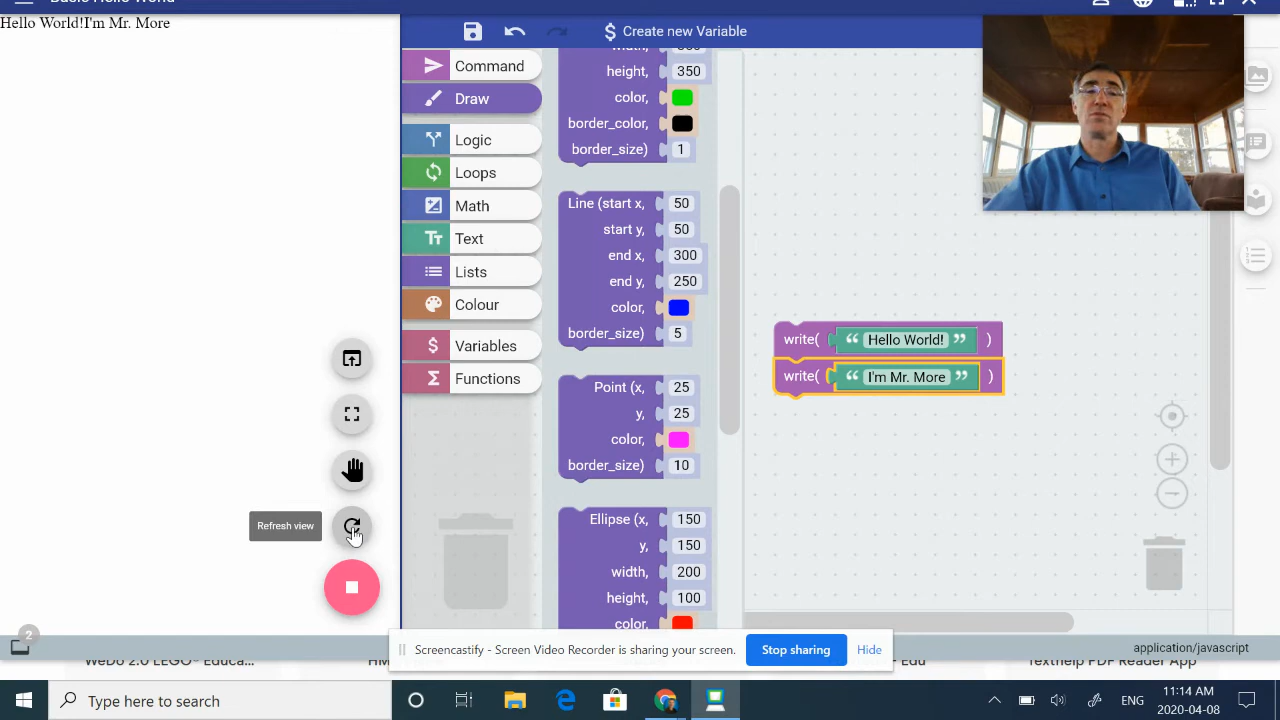 Basic Hello World
Hello World!I'm Mr. More
Create new Variable
Command
Draw
Logic
Loops
Math
Text
Lists
Colour
Variables
Functions
height, 350
color,
border_color,
border_size) 1
Line (start x, 50
start y, 50
end x, 300
end y, 250
color,
border_size) 5
Point (x, 25
y, 25
color,
border_size) 10
Ellipse (x, 150
y, 150
width, 200
height, 100
color,
write( “ Hello World! ” )
write( “ I'm Mr. More ” )
Refresh view
2
Screencastify - Screen Video Recorder is sharing your screen.
Stop sharing
Hide
application/javascript
WeDo 2.0 LEGO- Educa...
Texthelp PDF Reader App
Type here to search
ENG
11:14 AM
2020-04-08